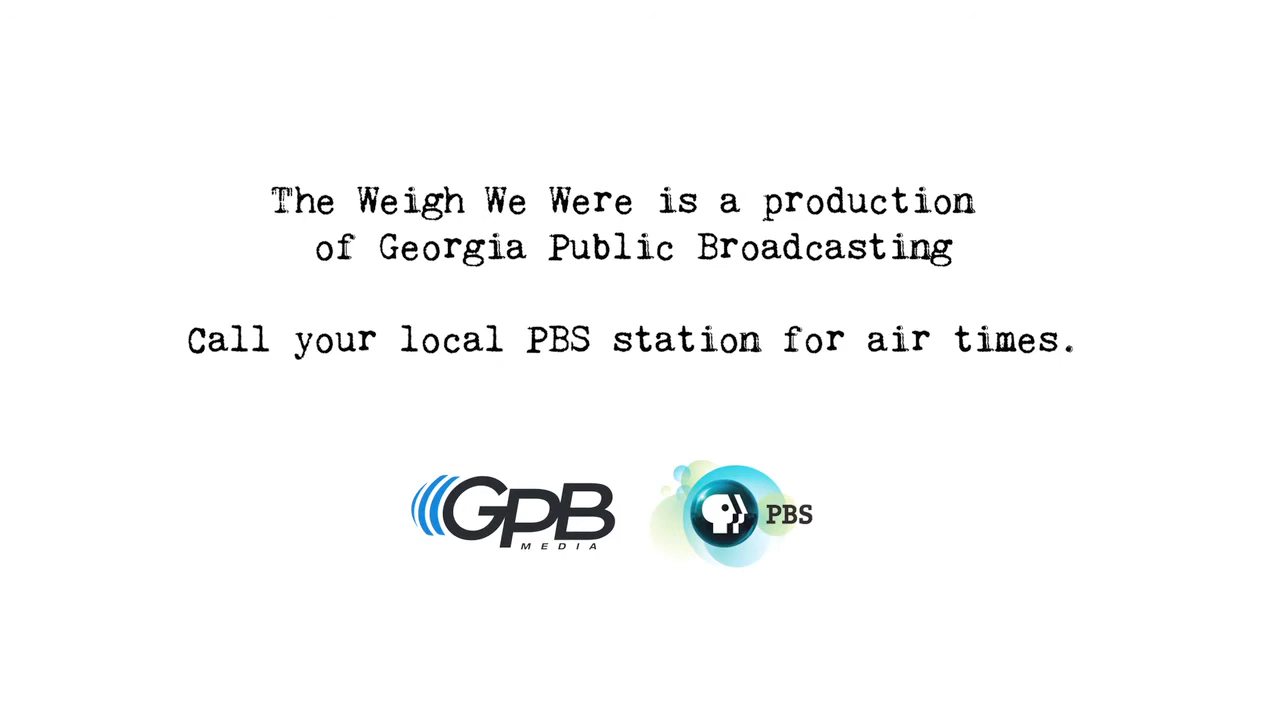 The Weigh We Were is a production
of Georgia Public Broadcasting
Call your local PBS station for air times.
GPB
MEDIA
PBS